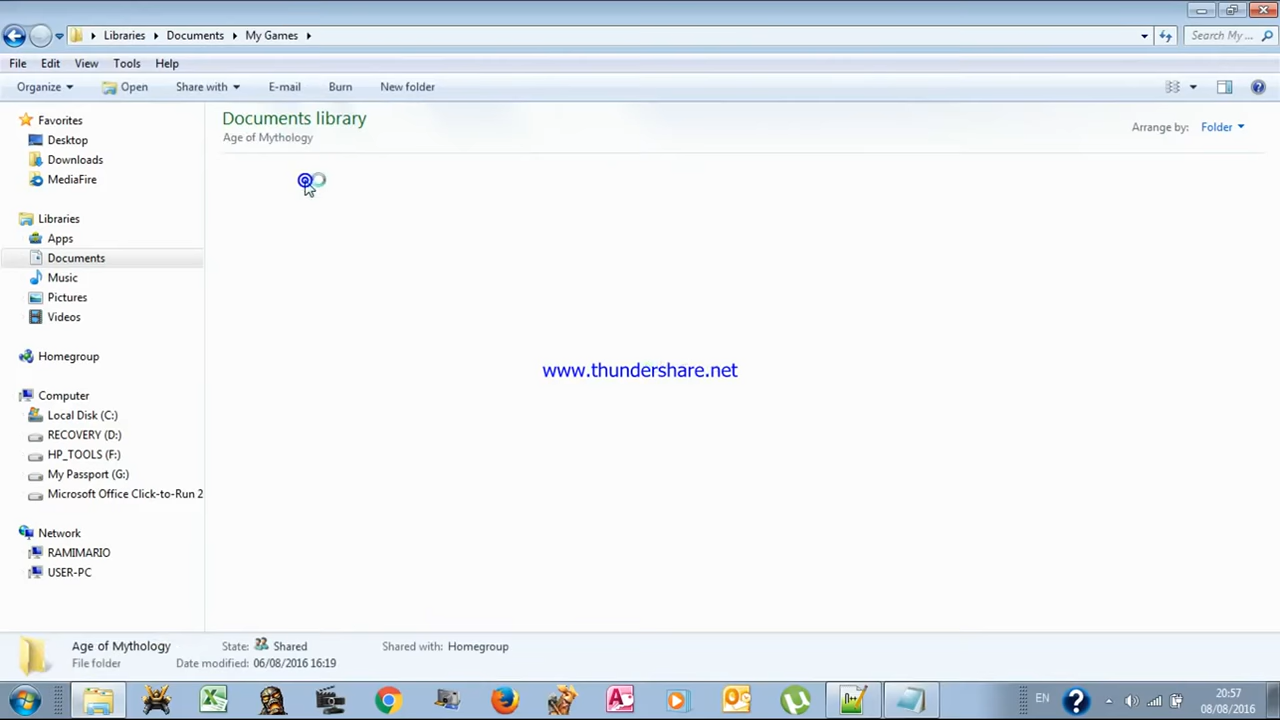 Libraries Documents My Games Search My ...
File Edit View Tools Help
Organize Open Share with E-mail Burn New folder
Favorites
Desktop
Downloads
MediaFire
Libraries
Apps
Documents
Music
Pictures
Videos
Homegroup
Computer
Local Disk (C:)
RECOVERY (D:)
HP_TOOLS (F:)
My Passport (G:)
Microsoft Office Click-to-Run 2
Network
RAMIMARIO
USER-PC
Documents library
Age of Mythology
Arrange by: Folder
www.thundershare.net
Age of Mythology State: Shared Shared with: Homegroup
File folder Date modified: 06/08/2016 16:19
EN 20:57
08/08/2016